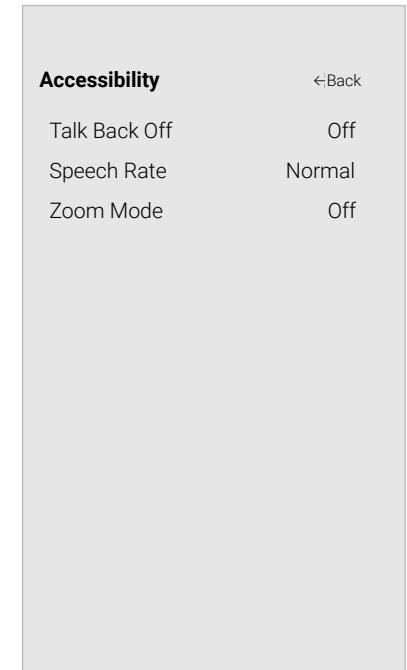 Accessibility ←Back
Talk Back Off Off
Speech Rate Normal
Zoom Mode Off